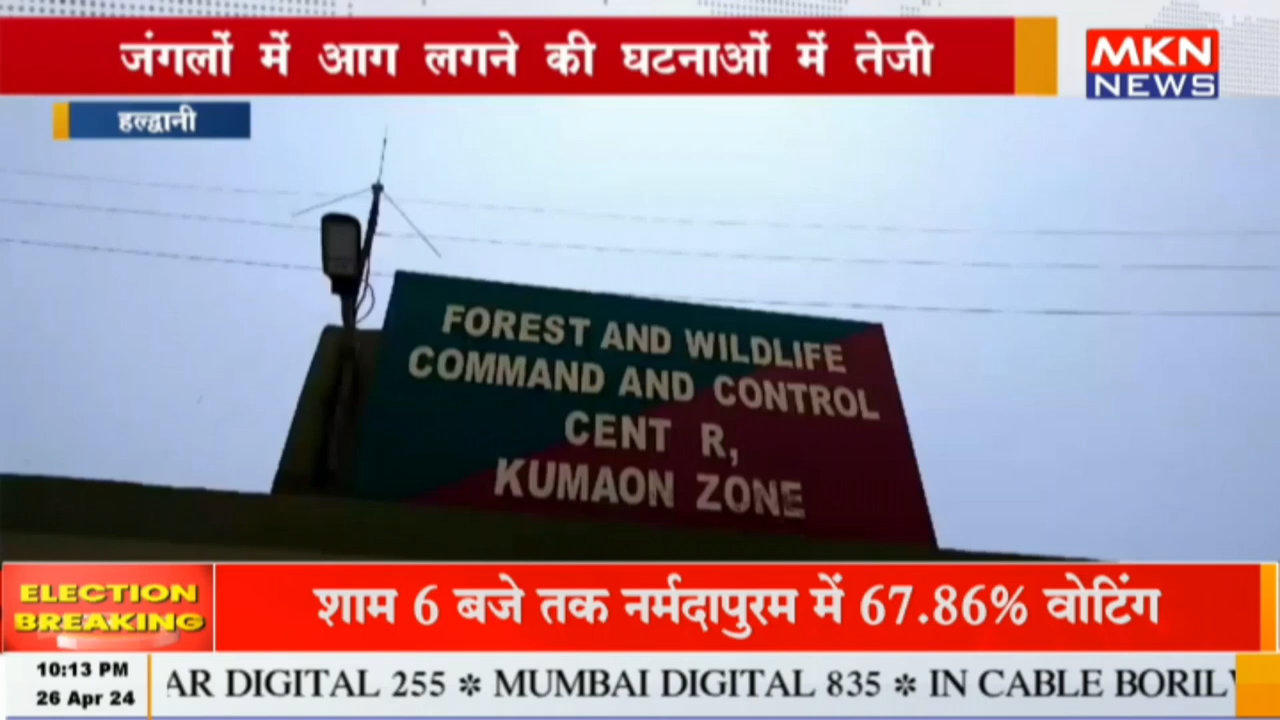 जंगलों में आग लगने की घटनाओं में तेजी
MKN
NEWS
हल्द्वानी
FOREST AND WILDLIFE
COMMAND AND CONTROL
CENT R,
KUMAON ZONE
ELECTION
BREAKING
शाम 6 बजे तक नर्मदापुरम में 67.86% वोटिंग
10:13 PM
26 Apr 24
AR DIGITAL 255 * MUMBAI DIGITAL 835 * IN CABLE